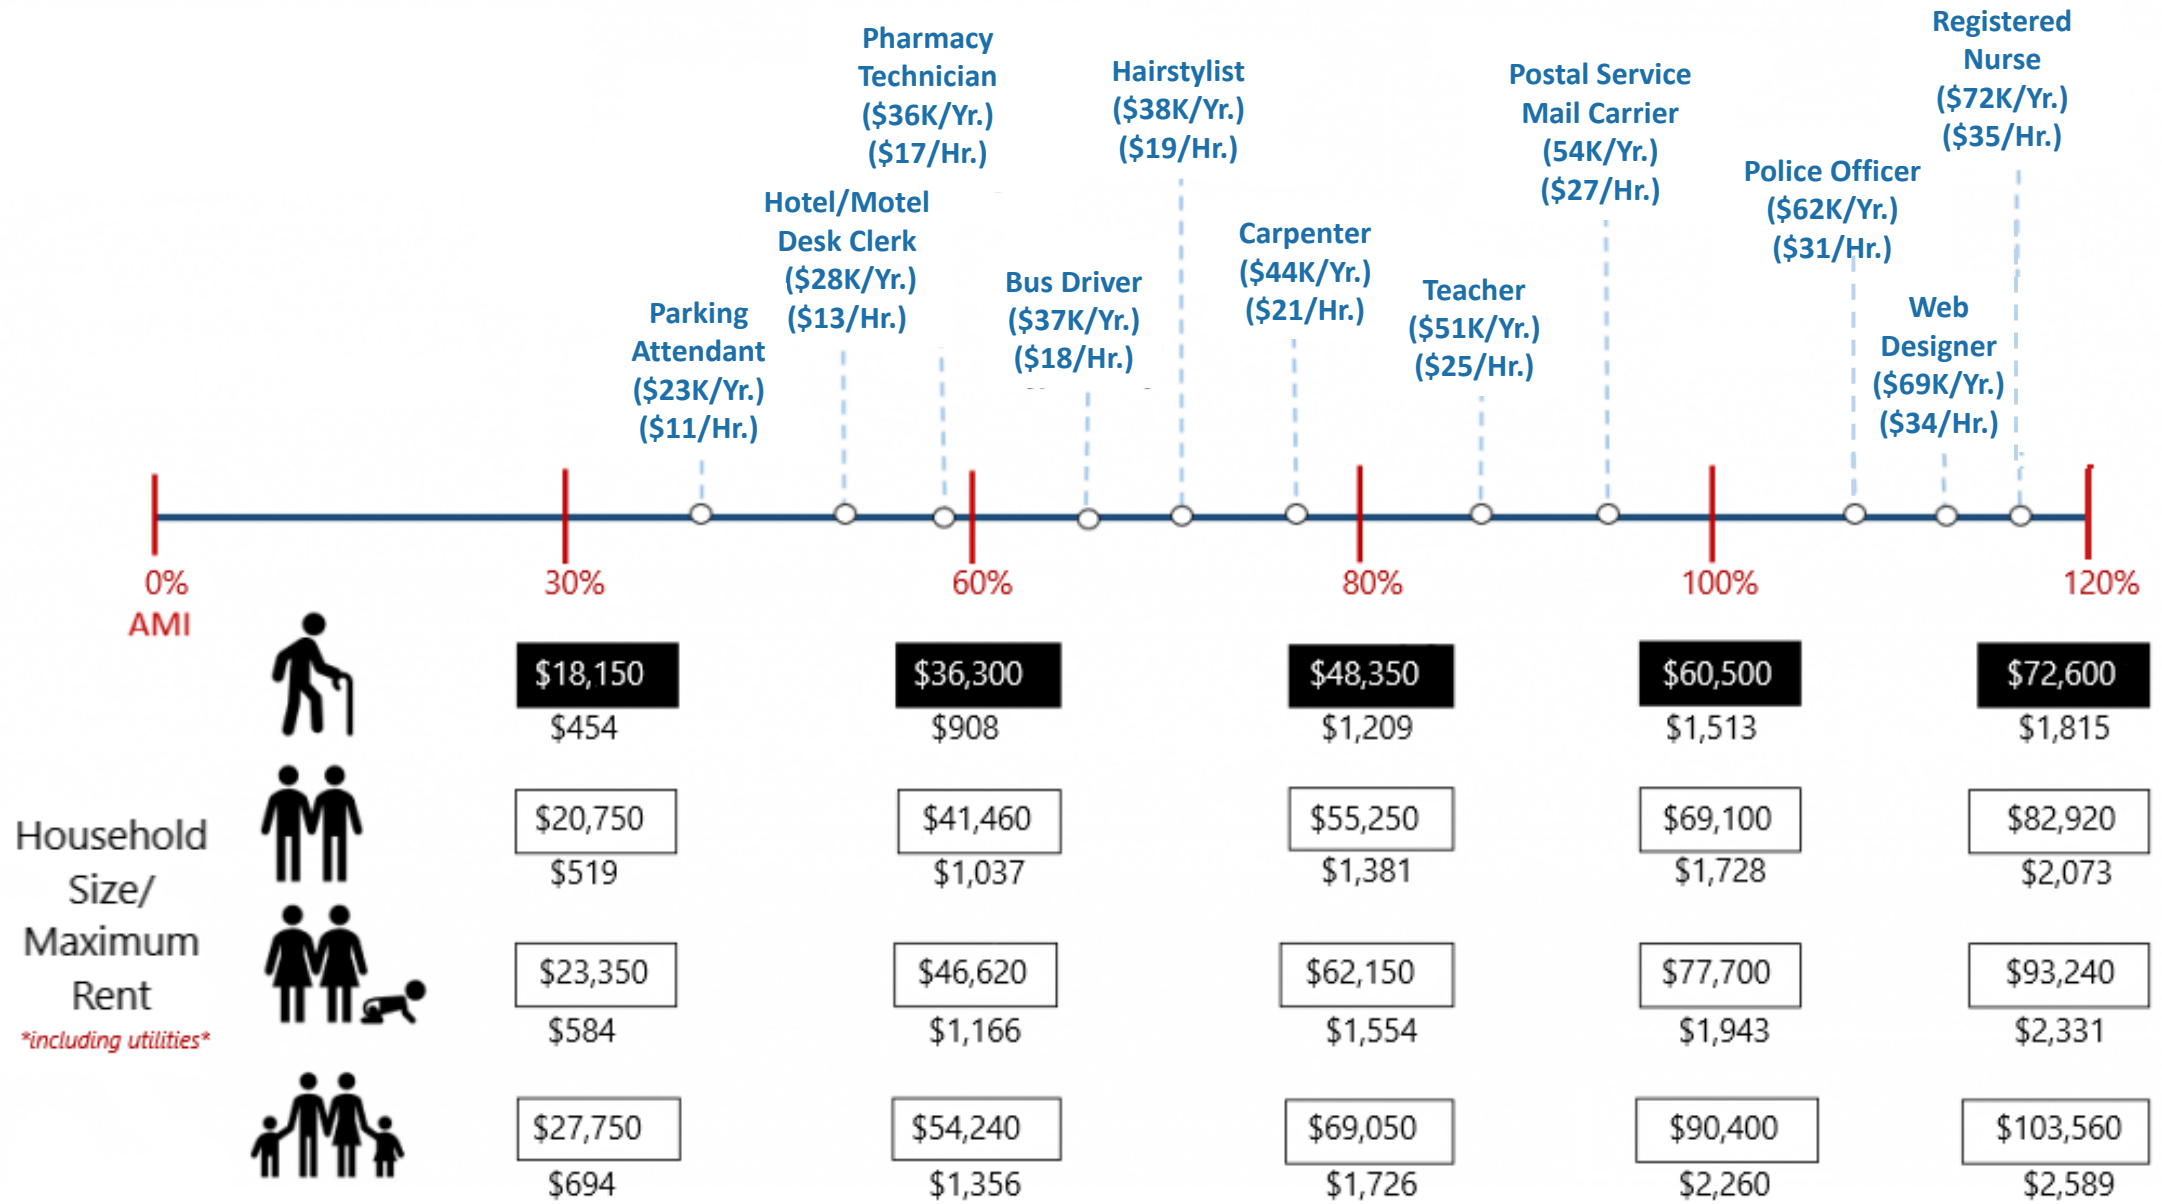 Pharmacy
Technician
($36K/Yr.)
($17/Hr.)
Hairstylist
($38K/Yr.)
($19/Hr.)
Postal Service
Mail Carrier
(54K/Yr.)
($27/Hr.)
Registered
Nurse
($72K/Yr.)
($35/Hr.)
Hotel/Motel
Desk Clerk
($28K/Yr.)
($13/Hr.)
Police Officer
($62K/Yr.)
($31/Hr.)
Parking
Attendant
($23K/Yr.)
($11/Hr.)
Bus Driver
($37K/Yr.)
($18/Hr.)
Carpenter
($44K/Yr.)
($21/Hr.)
Teacher
($51K/Yr.)
($25/Hr.)
Web
Designer
($69K/Yr.)
($34/Hr.)
0% 30% 60% 80% 100% 120%
AMI
$18,150 $36,300 $48,350 $60,500 $72,600
$454 $908 $1,209 $1,513 $1,815
Household
Size/
Maximum
Rent
*including utilities*
$20,750 $41,460 $55,250 $69,100 $82,920
$519 $1,037 $1,381 $1,728 $2,073
$23,350 $46,620 $62,150 $77,700 $93,240
$584 $1,166 $1,554 $1,943 $2,331
$27,750 $54,240 $69,050 $90,400 $103,560
$694 $1,356 $1,726 $2,260 $2,589